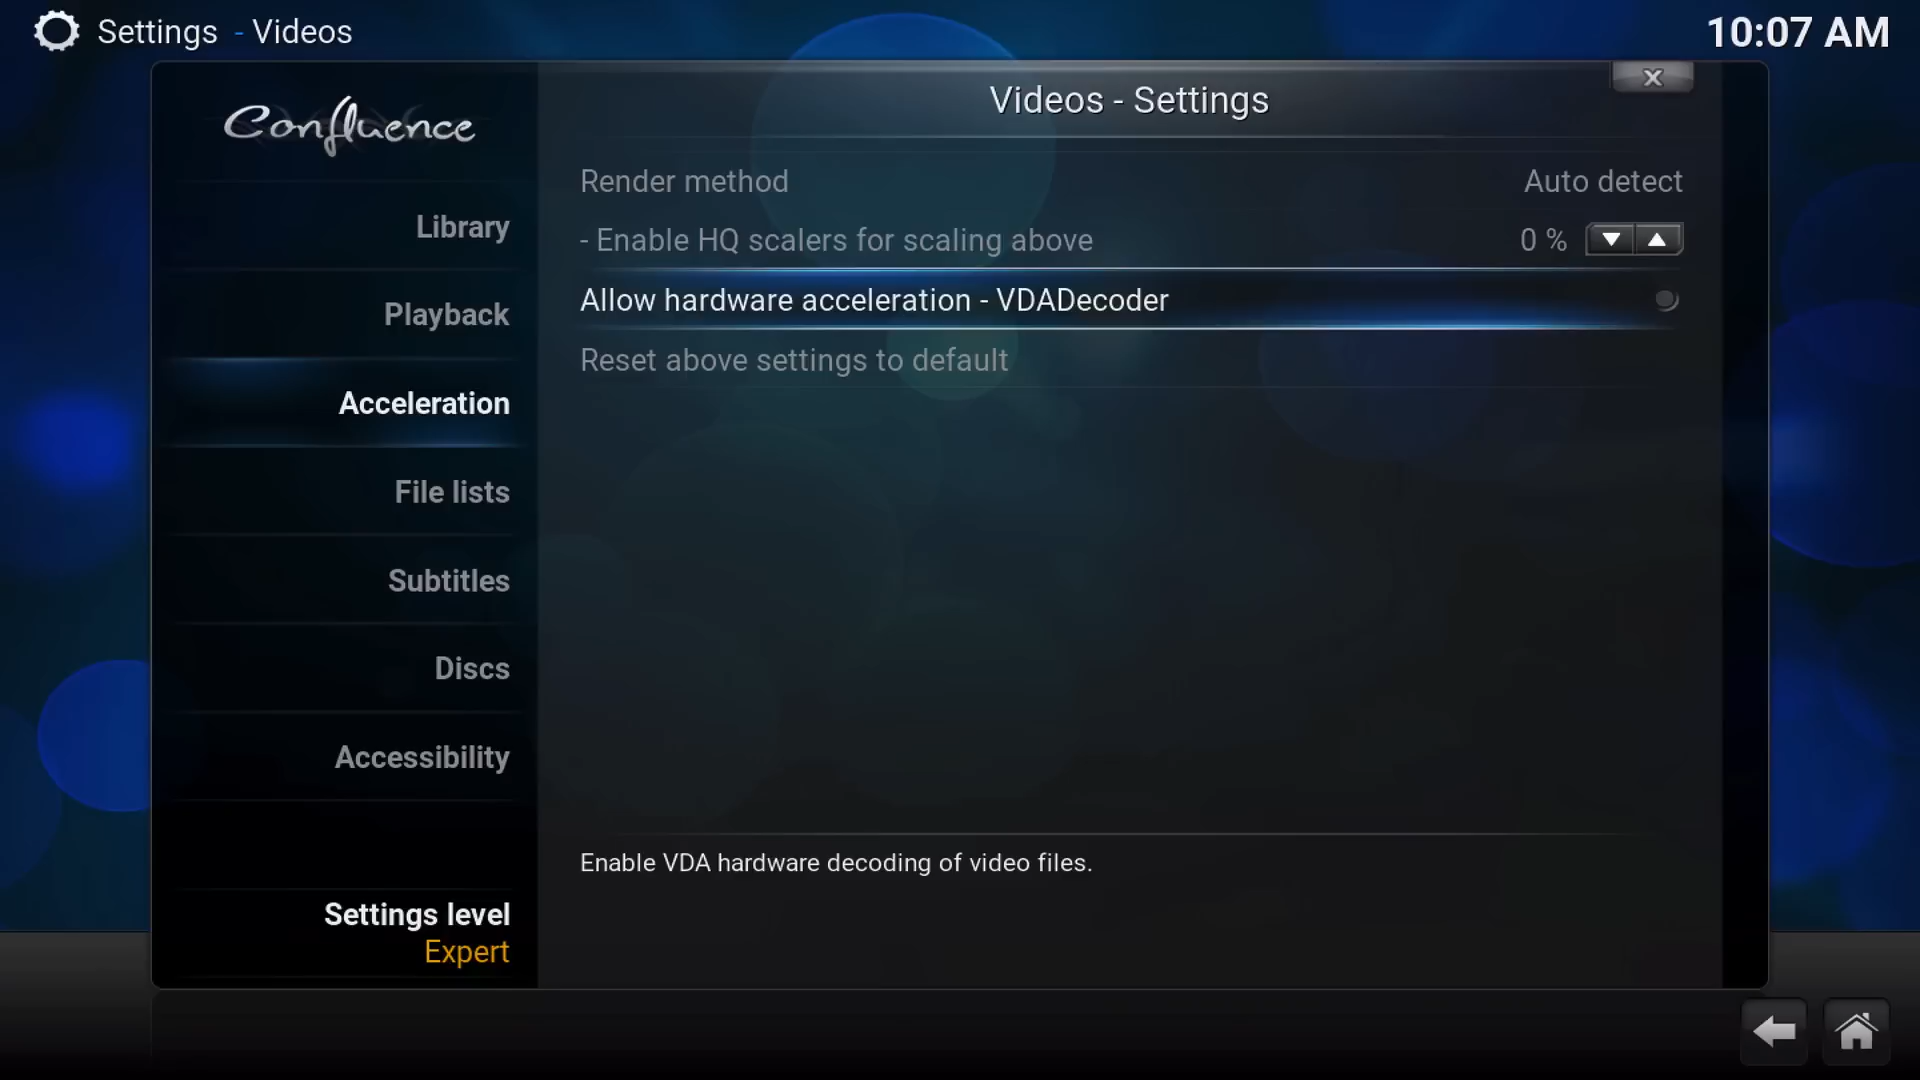 Settings - Videos
10:07 AM
Confluence
Videos - Settings
x
Library
Playback
Acceleration
File lists
Subtitles
Discs
Accessibility
Settings level
Expert
Render method Auto detect
- Enable HQ scalers for scaling above 0 %
Allow hardware acceleration - VDADecoder
Reset above settings to default
Enable VDA hardware decoding of video files.